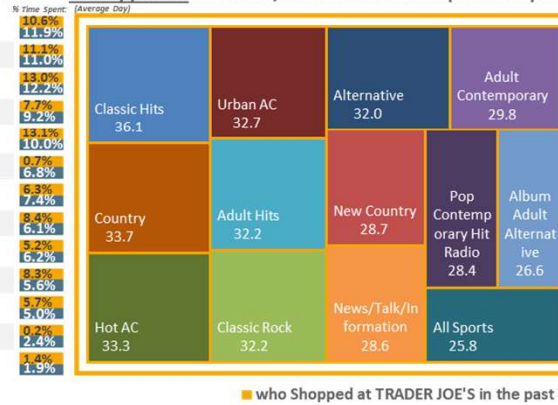 % Time Spent: (Average Day)
10.6%
11.9%
11.1%
11.0%
13.0%
12.2%
7.7%
9.2%
13.1%
10.0%
0.7%
6.8%
6.3%
7.4%
8.4%
6.1%
5.2%
6.2%
8.3%
5.6%
5.7%
5.0%
0.2%
2.4%
1.4%
1.9%
Classic Hits
36.1
Urban AC
32.7
Alternative
32.0
Adult
Contemporary
29.8
Country
33.7
Adult Hits
32.2
New Country
28.7
Pop
Contemp
orary Hit
Radio
28.4
Album
Adult
Alternat
ive
26.6
Hot AC
33.3
Classic Rock
32.2
News/Talk/In
formation
28.6
All Sports
25.8
who Shopped at TRADER JOE'S in the past